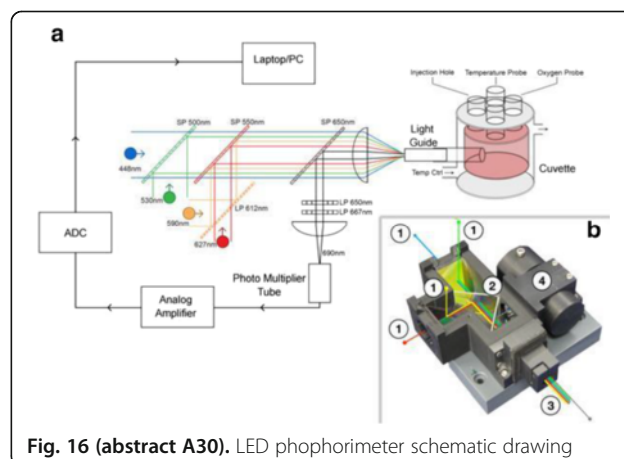 a
Laptop/PC
Injection Hole
Temperature Probe
Oxygen Probe
SP 500nm
SP 550nm
SP 650nm
448nm
530nm
590nm
627nm
LP 612nm
Light
Guide
Temp Ctrl
Cuvette
LP 650nm
LP 667nm
690nm
ADC
Analog
Amplifier
Photo Multiplier
Tube
b
1
1
1
1
2
3
4
Fig. 16 (abstract A30). LED phophorimeter schematic drawing